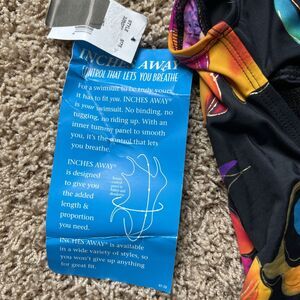 INCHES AWAY
CONTROL THAT LETS YOU BREATHE
For a swimsuit to be truly yours
it has to fit you. INCHES AWAY®
is your swimsuit. No binding, no
tugging, no riding up. With an
inner tummy panel to smooth
you, it's the control that lets
you breathe.
INCHES AWAY®
is designed
to give you
the added
length &
proportion
you need.
INCHES AWAY® is available
in a wide variety of styles, so
you won't give up anything
for great fit.